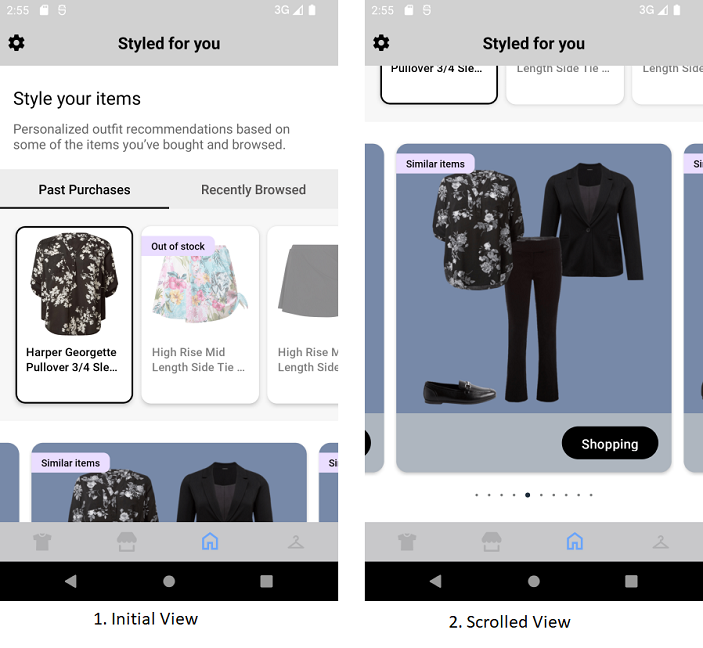 2:55
3G
Styled for you
Style your items
Personalized outfit recommendations based on
some of the items you've bought and browsed.
Past Purchases
Recently Browsed
Out of stock
Harper Georgette
Pullover 3/4 Sle...
High Rise Mid
Length Side Tie ...
High Rise M
Length Side
Similar items
Si
1. Initial View
2:55
3G
Styled for you
Pullover 3/4 Sle...
Length Side Tie ...
Length Side
Similar items
Si
Shopping
2. Scrolled View